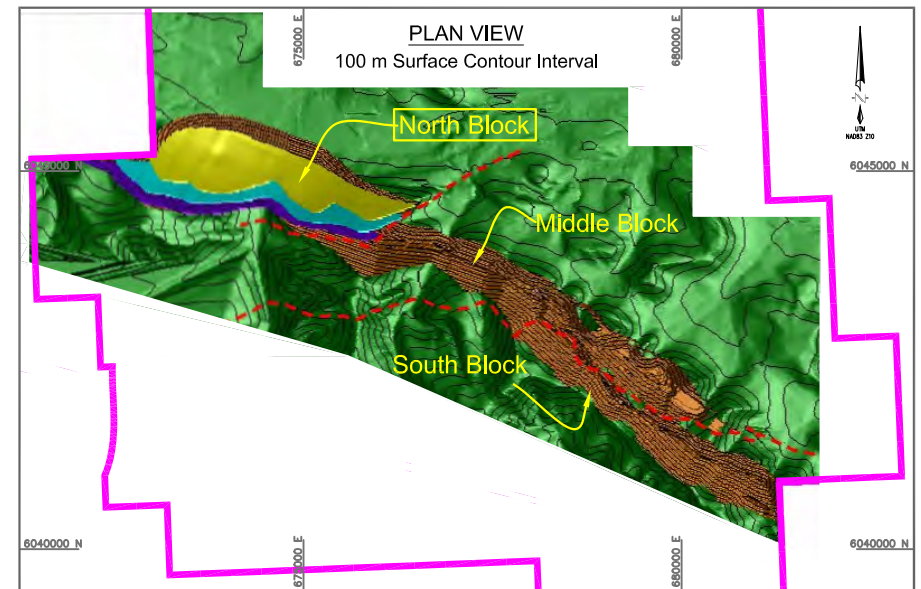 PLAN VIEW
100 m Surface Contour Interval
675000 E
680000 E
UTM
NAD83 Z10
North Block
6045000 N
Middle Block
South Block
6040000 N
6040000 N
680000 E